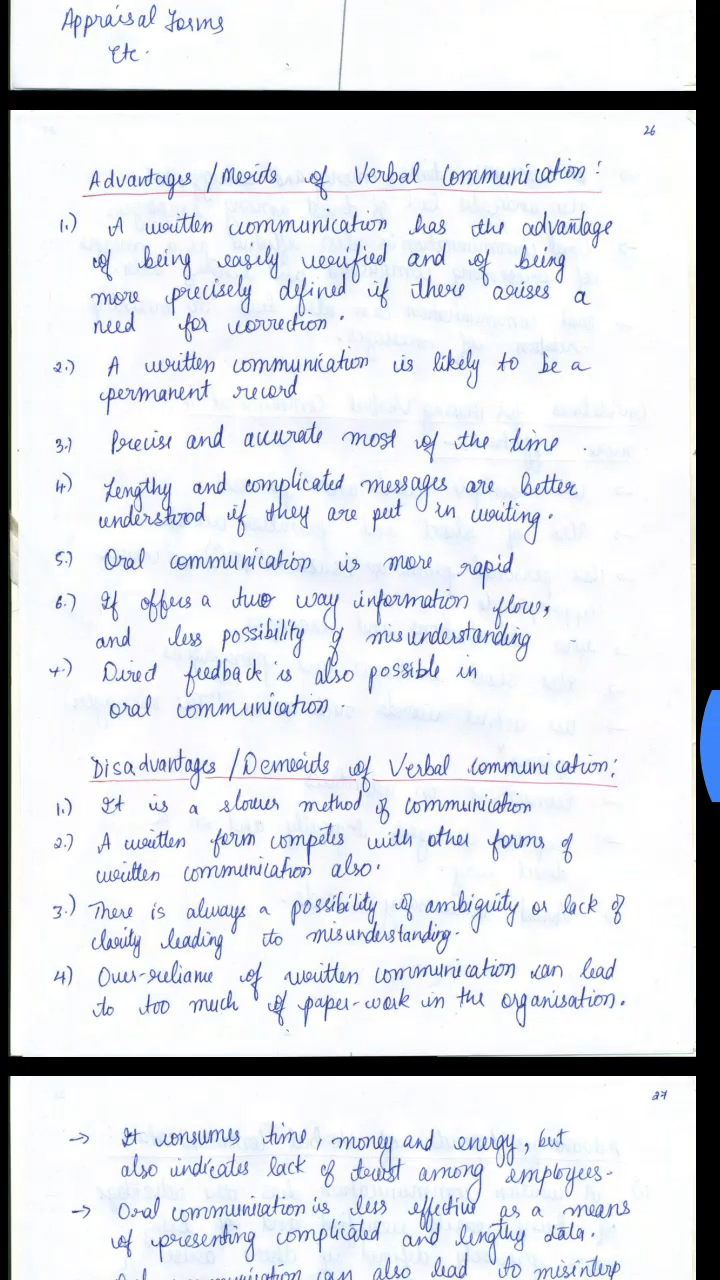 Appraisal Forms
Etc.
26
Advantages / Merits of Verbal Communication:
1.) A written communication has the advantage
of being easily verified and of being
more precisely defined if there arises a
need for correction.
2.) A written communication is likely to be a
permanent record
3.) Precise and accurate most of the time.
4) Lengthy and complicated messages are better
understood if they are put in writing.
5.) Oral communication is more rapid
6.) It offers a two way information flow,
and less possibility of misunderstanding
7.) Direct feedback is also possible in
oral communication.
Disadvantages / Demerits of Verbal communication:
1.) It is a slower method of communication
2.) A written form competes with other forms of
written communication also.
3.) There is always a possibility of ambiguity or lack of
clarity leading to misunderstanding.
4) Over-reliance of written communication can lead
to too much of paper-work in the organisation.
27
→ It consumes time, money and energy, but
also indicates lack of trust among employees.
→ Oral communication is less effective as a means
of presenting complicated and lengthy data.
can also lead to misinterp